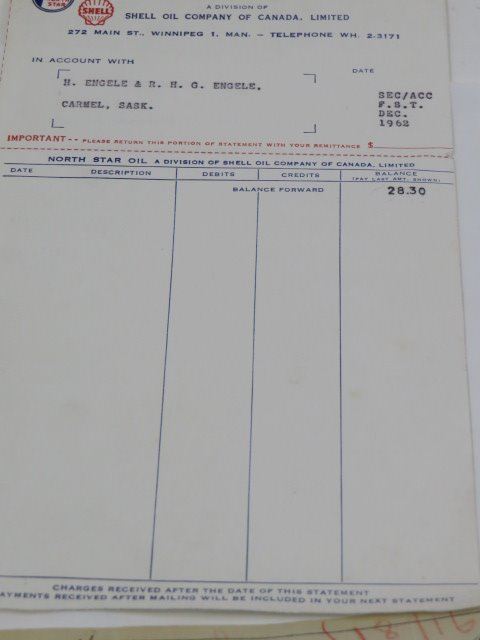 NORTH STAR
SHELL
A DIVISION OF
SHELL OIL COMPANY OF CANADA, LIMITED
272 MAIN ST., WINNIPEG 1, MAN. – TELEPHONE WH. 2-3171
IN ACCOUNT WITH
DATE
H. ENGELE & R. H. G. ENGELE.
CARMEL, SASK.
SEC/ACC
F.S.T.
DEC.
1962
IMPORTANT-- PLEASE RETURN THIS PORTION OF STATEMENT WITH YOUR REMITTANCE $
NORTH STAR OIL A DIVISION OF SHELL OIL COMPANY OF CANADA, LIMITED
DATE DESCRIPTION DEBITS CREDITS BALANCE
(PAY LAST AMT. SHOWN)
BALANCE FORWARD 28.30
CHARGES RECEIVED AFTER THE DATE OF THIS STATEMENT
AYMENTS RECEIVED AFTER MAILING WILL BE INCLUDED IN YOUR NEXT STATEMENT